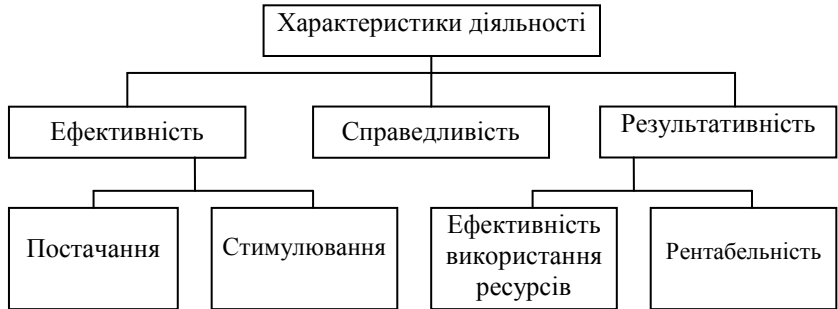 Характеристики діяльності
Ефективність
Справедливість
Результативність
Постачання
Стимулювання
Ефективність
використання
ресурсів
Рентабельність